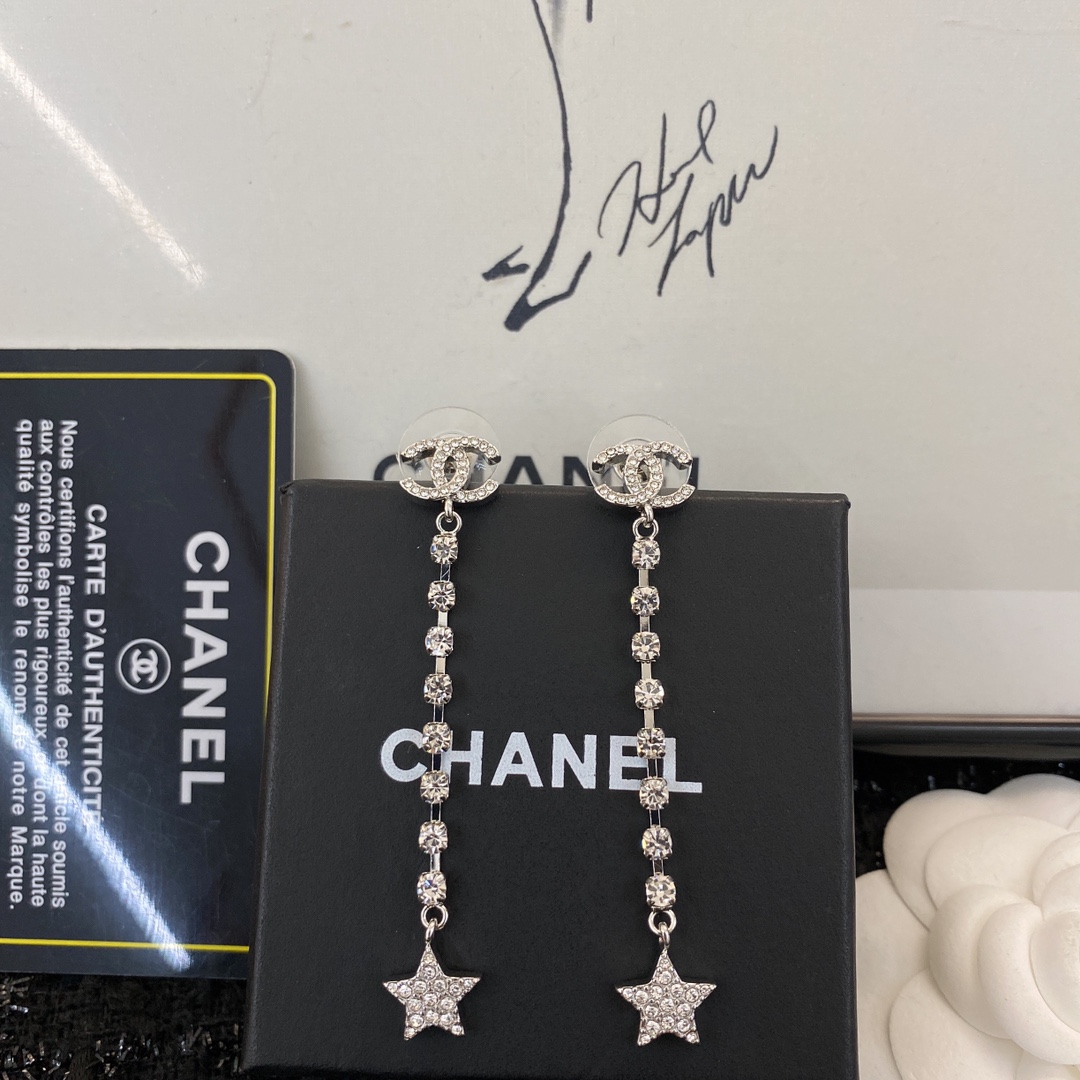 CHANEL
CARTE D'AUTHENTICITÉ
Nous certifions l'authenticité de cet article soumis
aux contrôles les plus rigoureux et dont la haute
qualité symbolise le renom de notre Marque.
CHANEL